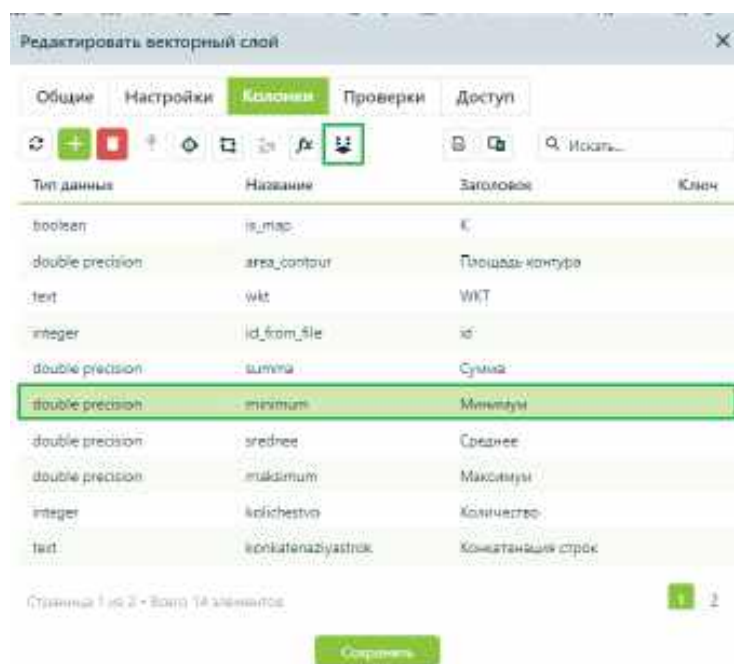 Редактировать векторный слой
Общие Настройки Колонки Проверки Доступ
fx Искать...
Тип данных Название Заголовок Ключ
boolean is_map К
double precision area_contour Площадь контура
text wkt WKT
integer id_from_file id
double precision summa Сумма
double precision minimum Минимум
double precision srednee Среднее
double precision maksimum Максимум
integer kolichestvo Количество
text konkatenaziyastrok Конкатанация строк
Страница 1 из 2 • Всего 14 элементов 1 2
Сохранить